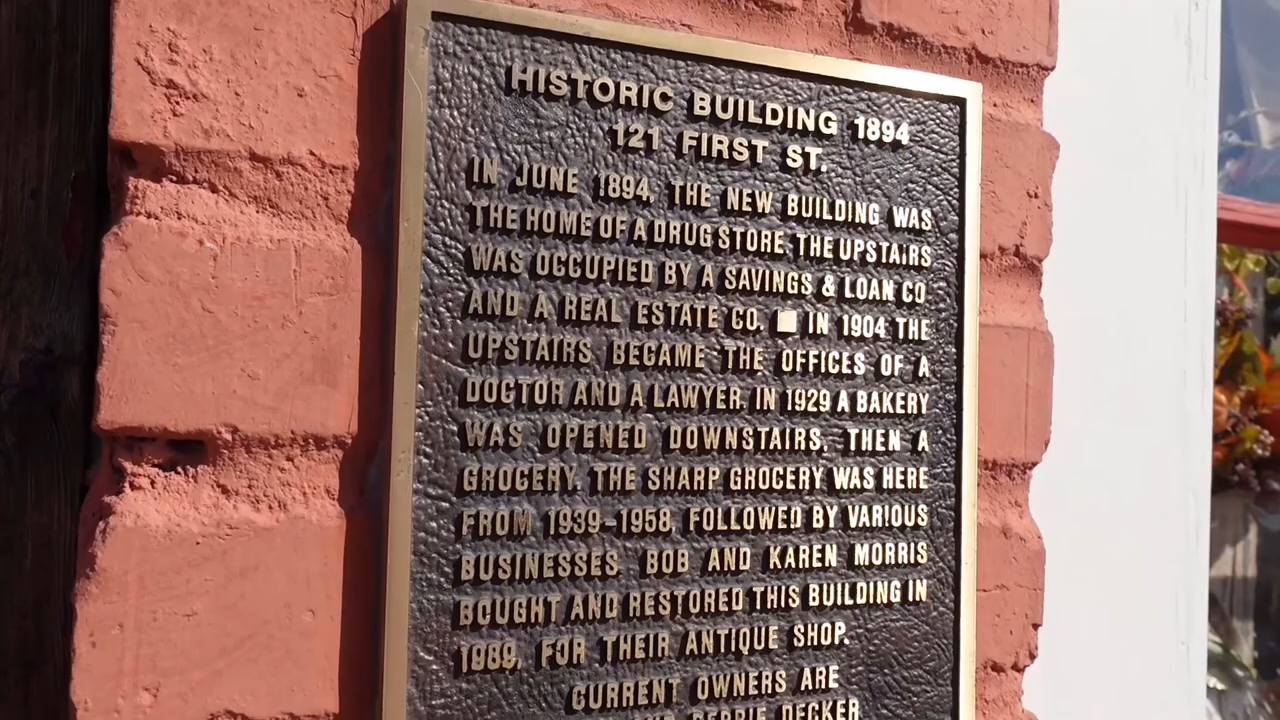 HISTORIC BUILDING 1894
121 FIRST ST.
IN JUNE 1894, THE NEW BUILDING WAS
THE HOME OF A DRUG STORE, THE UPSTAIRS
WAS OCCUPIED BY A SAVINGS & LOAN CO
AND A REAL ESTATE CO. IN 1904 THE
UPSTAIRS BECAME THE OFFICES OF A
DOCTOR AND A LAWYER. IN 1929 A BAKERY
WAS OPENED DOWNSTAIRS, THEN A
GROCERY. THE SHARP GROCERY WAS HERE
FROM 1939-1958, FOLLOWED BY VARIOUS
BUSINESSES BOB AND KAREN MORRIS
BOUGHT AND RESTORED THIS BUILDING IN
1989, FOR THEIR ANTIQUE SHOP.
CURRENT OWNERS ARE
AND DEBBIE DECKER